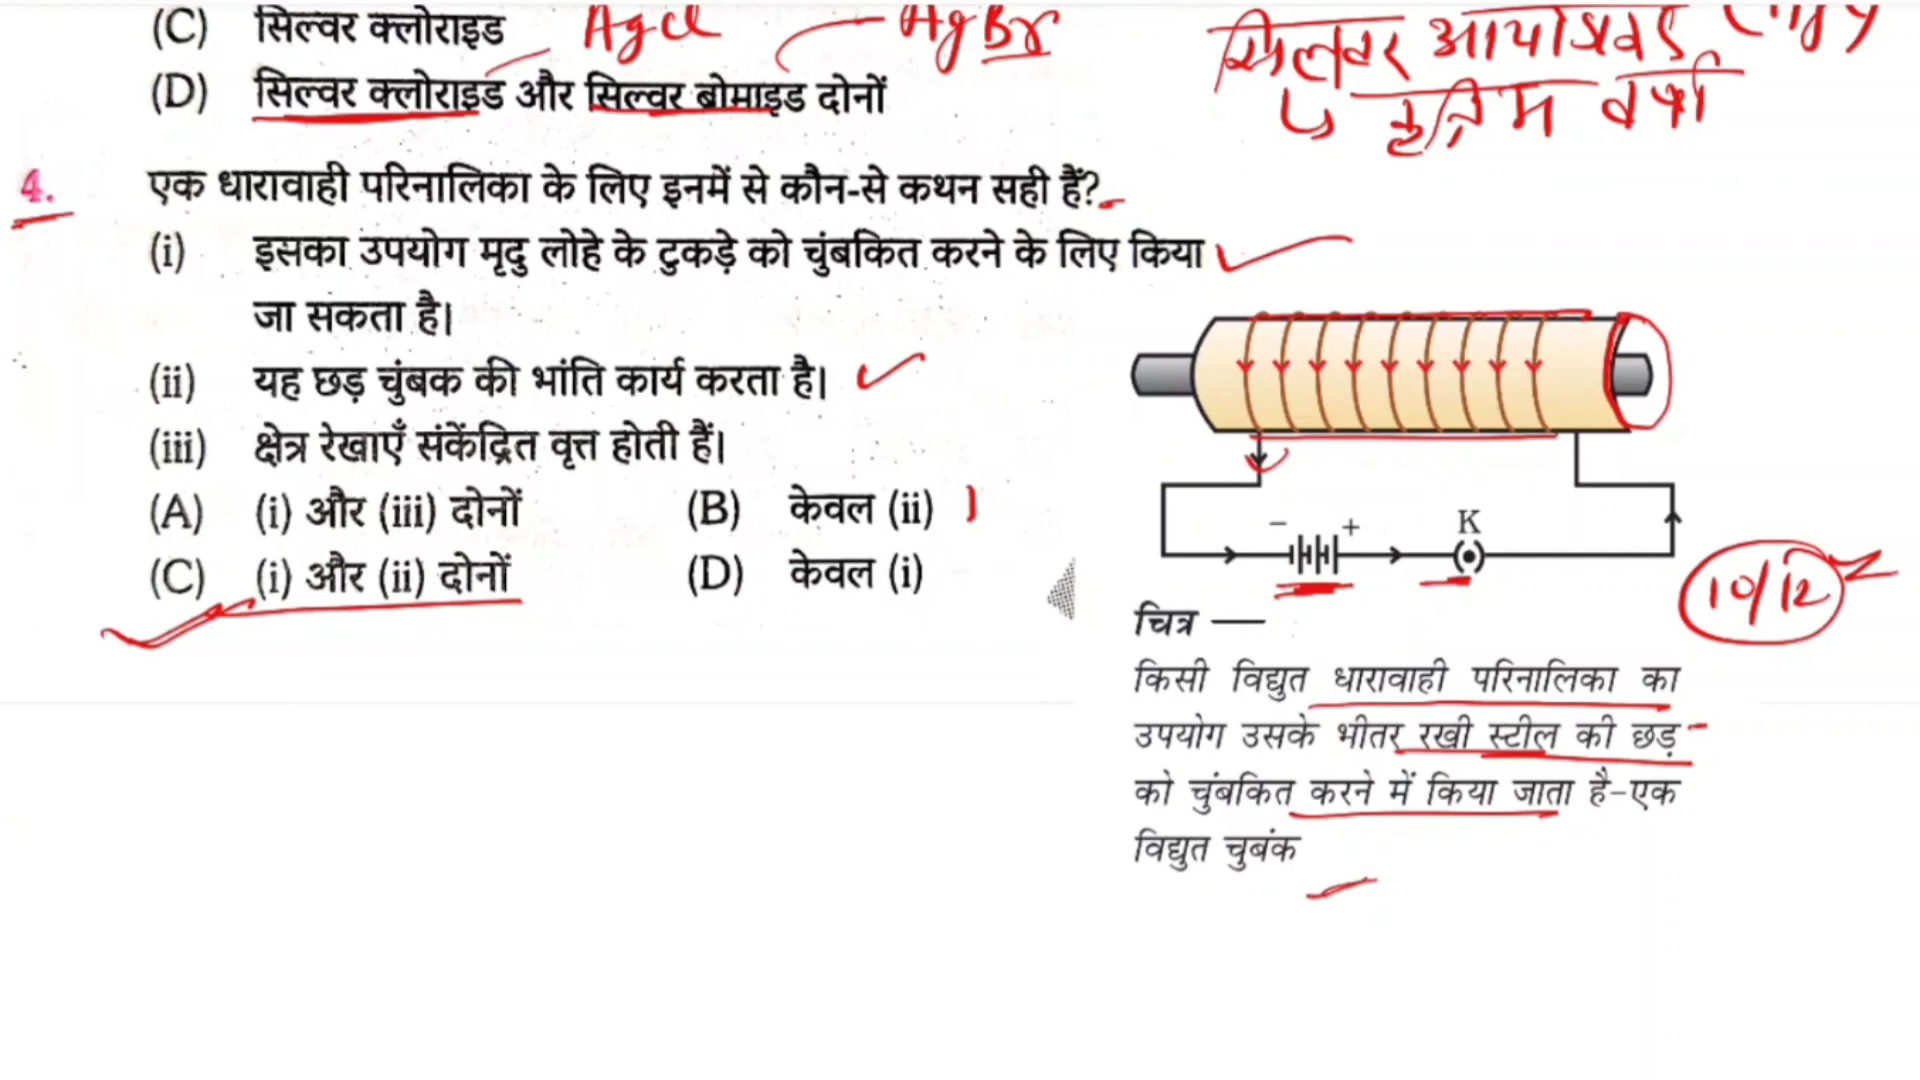 (C) सिल्वर क्लोराइड
Agcl
AgBr
सिल्वर
(D) सिल्वर क्लोराइड और सिल्वर बोमाइड दोनों
कृत्रिम वर्षा
4. एक धारावाही परिनालिका के लिए इनमें से कौन-से कथन सही हैं?
(i) इसका उपयोग मृदु लोहे के टुकड़े को चुंबकित करने के लिए किया
जा सकता है।
(ii) यह छड़ चुंबक की भांति कार्य करता है।
(iii) क्षेत्र रेखाएँ संकेंद्रित वृत्त होती हैं।
(A) (i) और (iii) दोनों (B) केवल (ii)
(C) (i) और (ii) दोनों (D) केवल (i)
− + K
10/12
चित्र —
किसी विद्युत धारावाही परिनालिका का
उपयोग उसके भीतर रखी स्टील की छड़
को चुंबकित करने में किया जाता है-एक
विद्युत चुबंक